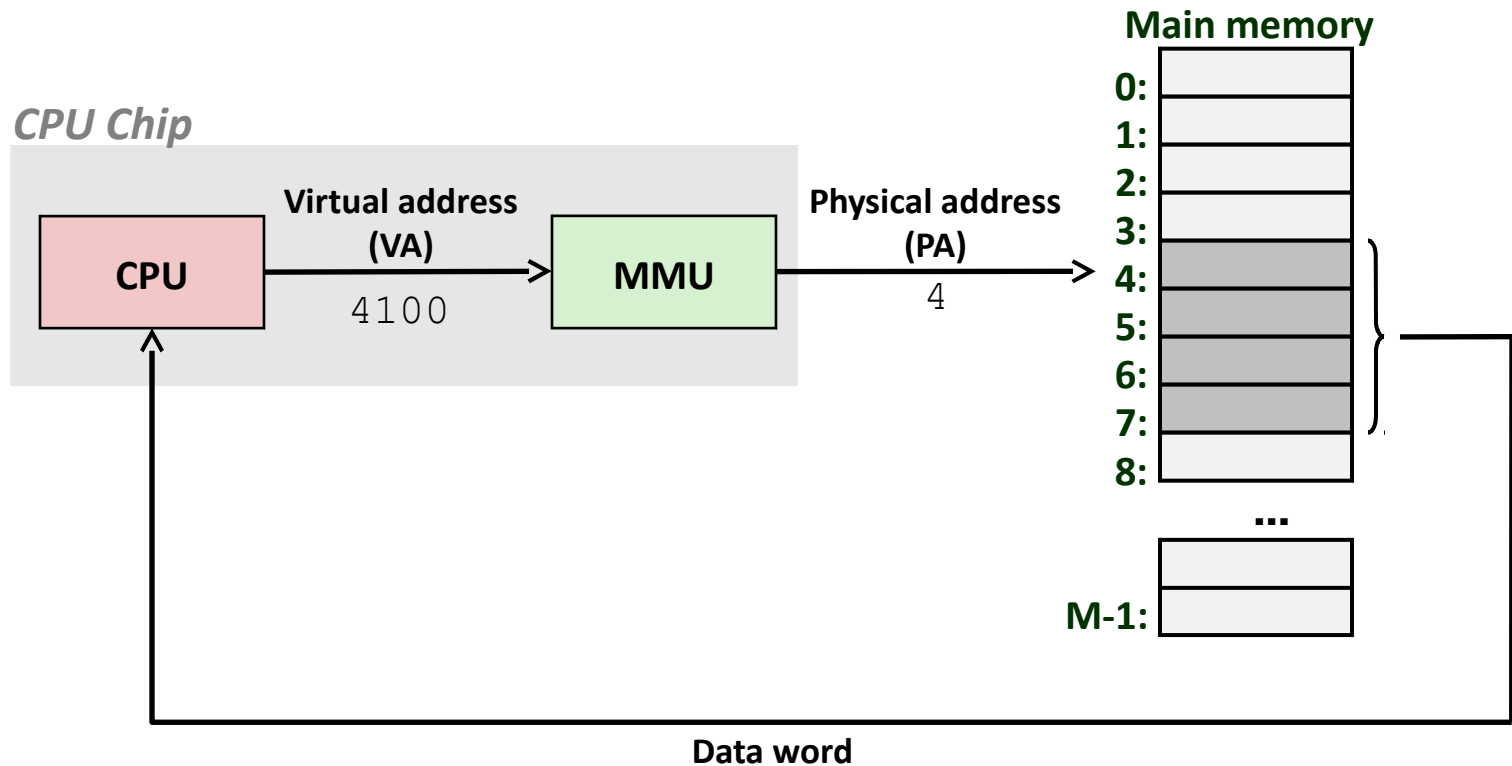 Main memory
CPU Chip
0:
1:
2:
3:
4:
5:
6:
7:
8:
...
M-1:
Virtual address
(VA)
4100
Physical address
(PA)
4
CPU
MMU
Data word